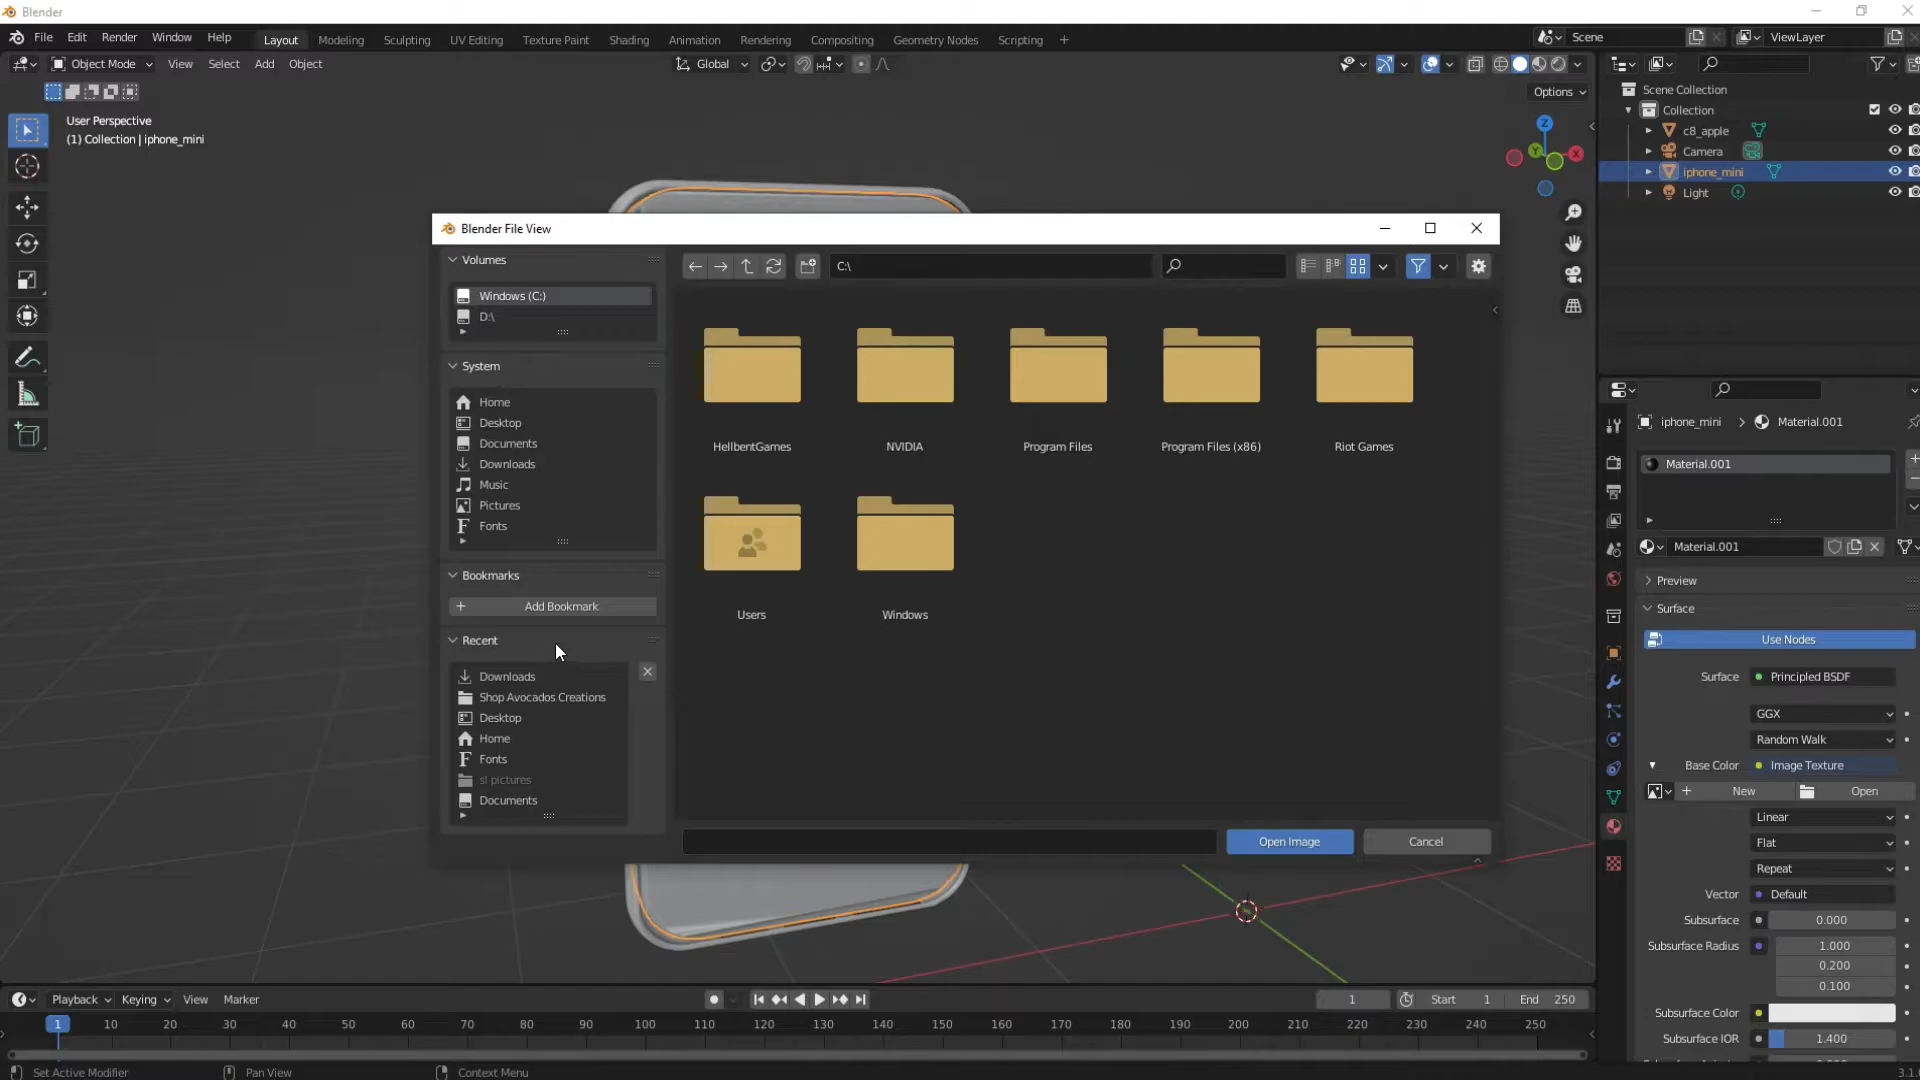 Blender
File Edit Render Window Help
Layout Modeling Sculpting UV Editing Texture Paint Shading Animation Rendering Compositing Geometry Nodes Scripting +
Scene
ViewLayer
Object Mode View Select Add Object
Global
Options
User Perspective
(1) Collection | iphone_mini
Z
Y
X
Scene Collection
Collection
c8_apple
Camera
iphone_mini
Light
Blender File View
Volumes
Windows (C:)
D:\
System
Home
Desktop
Documents
Downloads
Music
Pictures
Fonts
Bookmarks
+ Add Bookmark
Recent
Downloads
Shop Avocados Creations
Desktop
Home
Fonts
sl pictures
Documents
C:\
HellbentGames NVIDIA Program Files Program Files (x86) Riot Games
Users Windows
Open Image Cancel
iphone_mini > Material.001
Material.001
Material.001
Preview
Surface
Use Nodes
Surface Principled BSDF
GGX
Random Walk
Base Color Image Texture
+ New Open
Linear
Flat
Repeat
Vector Default
Subsurface 0.000
Subsurface Radius 1.000
0.200
0.100
Subsurface Color
Subsurface IOR 1.400
Playback Keying View Marker
1 Start 1 End 250
1 10 20 30 40 50 60 70 80 90 100 110 120 130 140 150 160 170 180 190 200 210 220 230 240 250
Set Active Modifier Pan View Context Menu